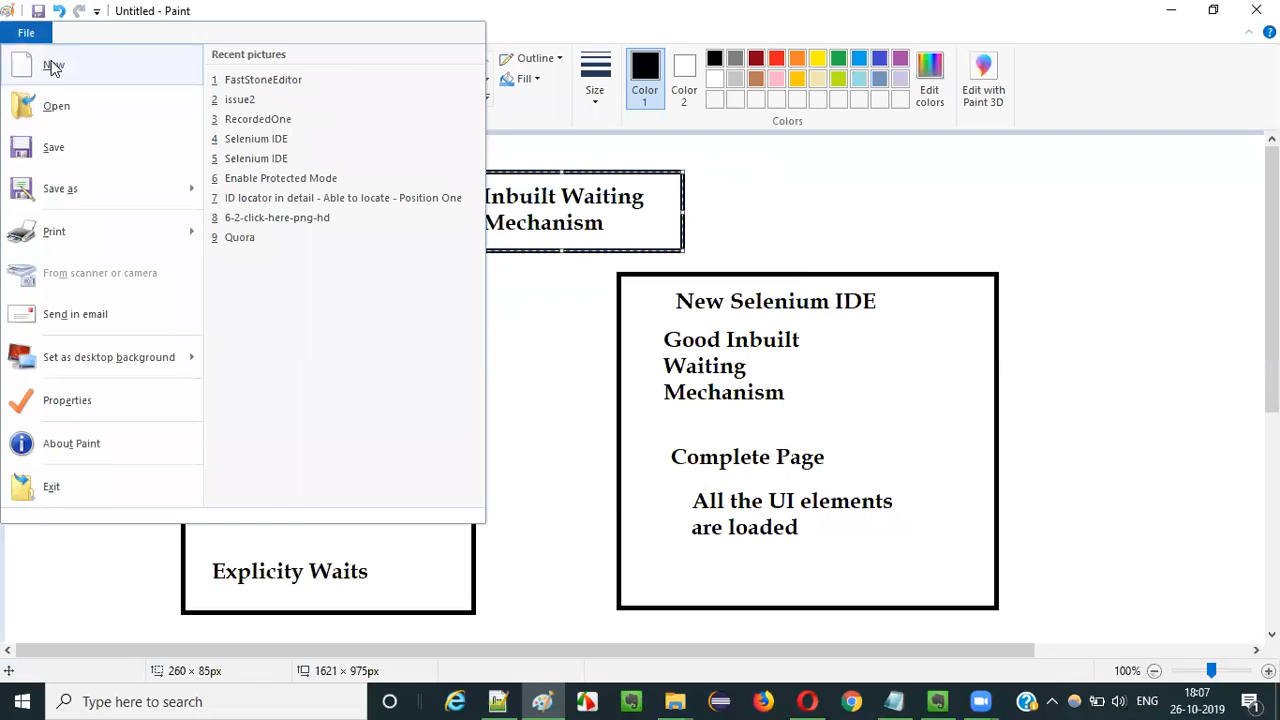 Untitled - Paint
File
Open
Save
Save as
Print
From scanner or camera
Send in email
Set as desktop background
Properties
About Paint
Exit
Recent pictures
1 FastStoneEditor
2 issue2
3 RecordedOne
4 Selenium IDE
5 Selenium IDE
6 Enable Protected Mode
7 ID locator in detail - Able to locate - Position One
8 6-2-click-here-png-hd
9 Quora
Outline
Fill
Size
Color
1
Color
2
Edit
colors
Edit with
Paint 3D
Colors
Inbuilt Waiting
Mechanism
New Selenium IDE
Good Inbuilt
Waiting
Mechanism
Complete Page
All the UI elements
are loaded
Explicity Waits
260 × 85px
1621 × 975px
100%
Type here to search
ENG
18:07
26-10-2019